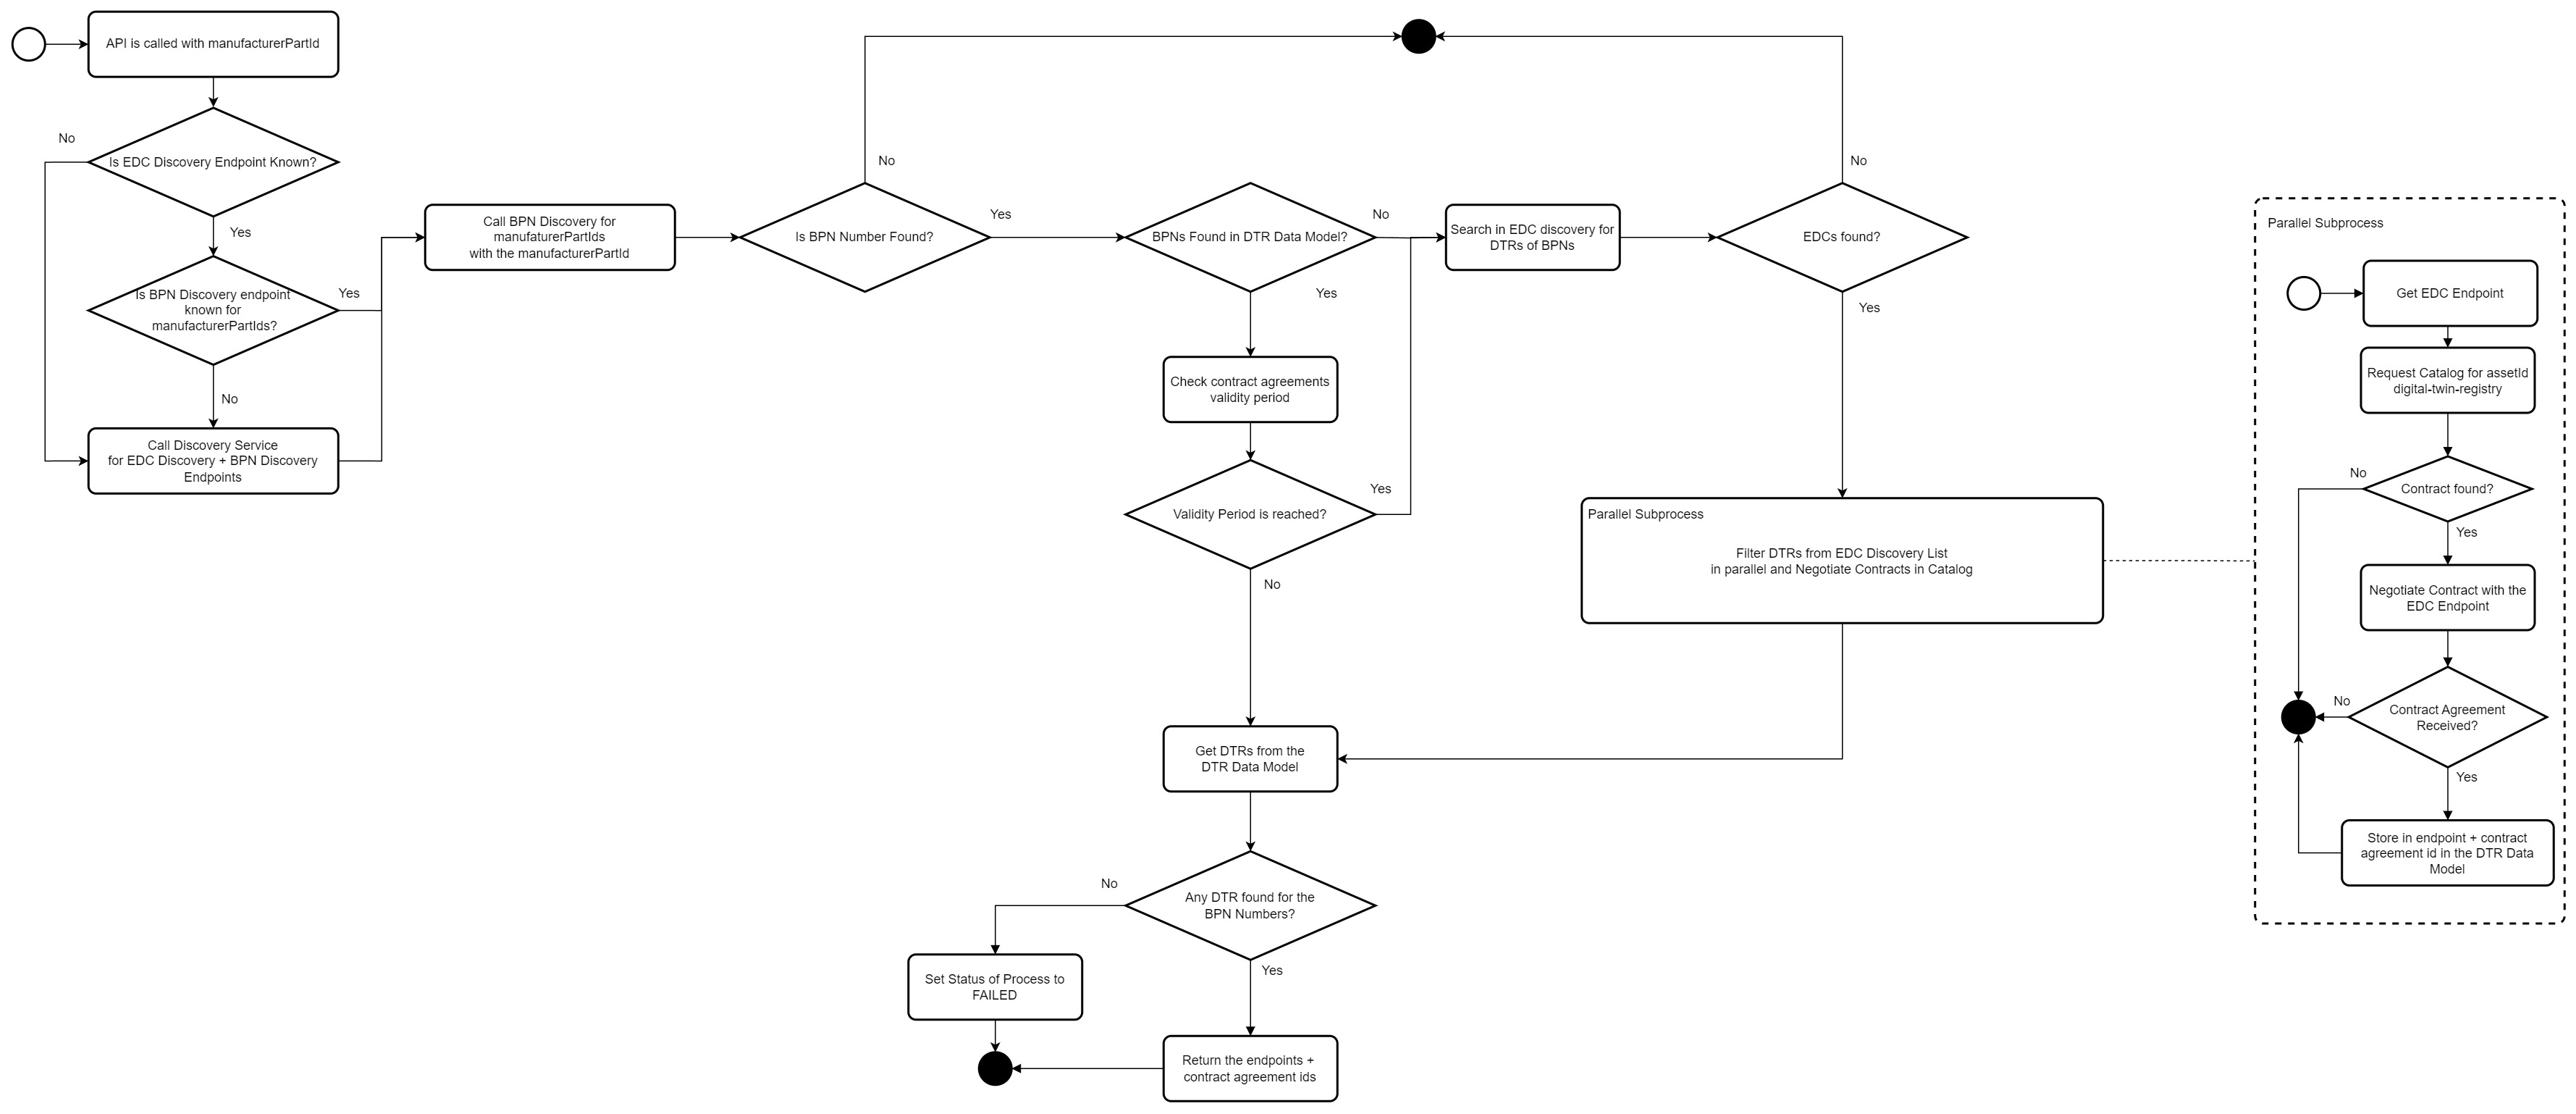 API is called with manufacturerPartId
No
Is EDC Discovery Endpoint Known?
Yes
Is BPN Discovery endpoint
known for
manufacturerPartIds?
Yes
No
Call Discovery Service
for EDC Discovery + BPN Discovery
Endpoints
Call BPN Discovery for
manufaturerPartIds
with the manufacturerPartId
Is BPN Number Found?
No
Yes
BPNs Found in DTR Data Model?
No
Yes
Search in EDC discovery for
DTRs of BPNs
EDCs found?
No
Yes
Check contract agreements
validity period
Validity Period is reached?
Yes
No
Parallel Subprocess
Filter DTRs from EDC Discovery List
in parallel and Negotiate Contracts in Catalog
Get DTRs from the
DTR Data Model
Any DTR found for the
BPN Numbers?
No
Yes
Set Status of Process to
FAILED
Return the endpoints +
contract agreement ids
Parallel Subprocess
Get EDC Endpoint
Request Catalog for assetId
digital-twin-registry
Contract found?
No
Yes
Negotiate Contract with the
EDC Endpoint
Contract Agreement
Received?
No
Yes
Store in endpoint + contract
agreement id in the DTR Data
Model